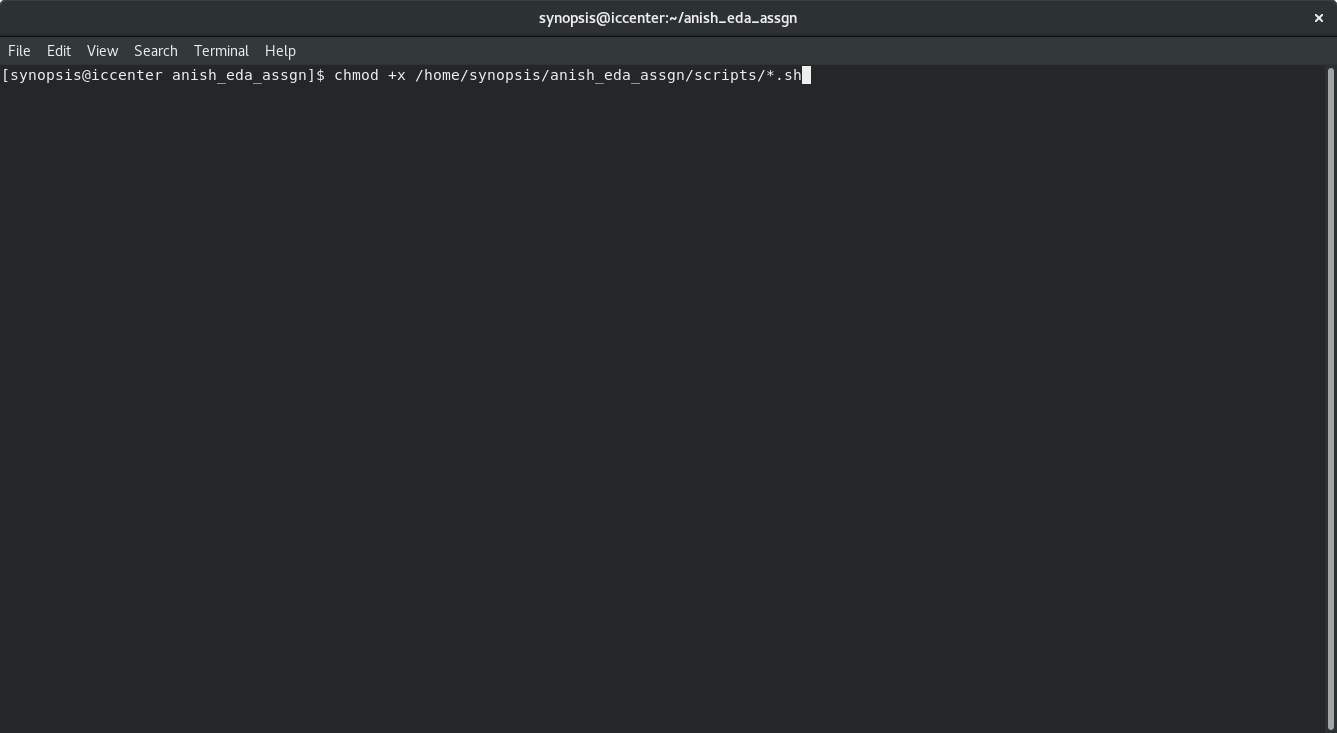 synopsis@iccenter:~/anish_eda_assgn ×
File Edit View Search Terminal Help
[synopsis@iccenter anish_eda_assgn]$ chmod +x /home/synopsis/anish_eda_assgn/scripts/*.sh